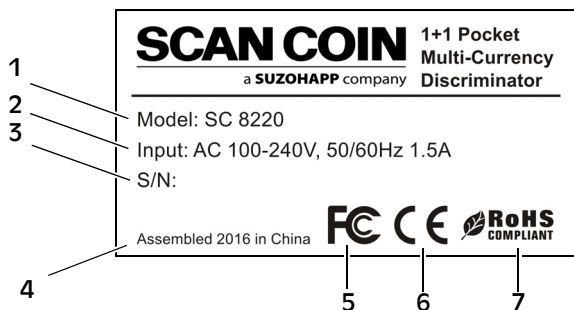 SCAN COIN
a SUZOHAPP company
1+1 Pocket
Multi-Currency
Discriminator
1
Model: SC 8220
2
Input: AC 100-240V, 50/60Hz 1.5A
3
S/N:
4
Assembled 2016 in China
FC
CE
RoHS
COMPLIANT
5
6
7